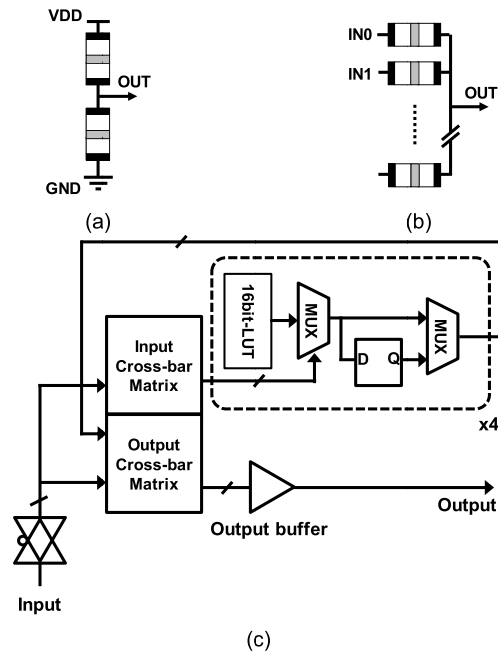 VDD
OUT
GND
(a)
IN0
IN1
OUT
(b)
16bit-LUT
MUX
D
Q
MUX
x4
Input
Cross-bar
Matrix
Output
Cross-bar
Matrix
Output buffer
Output
Input
(c)